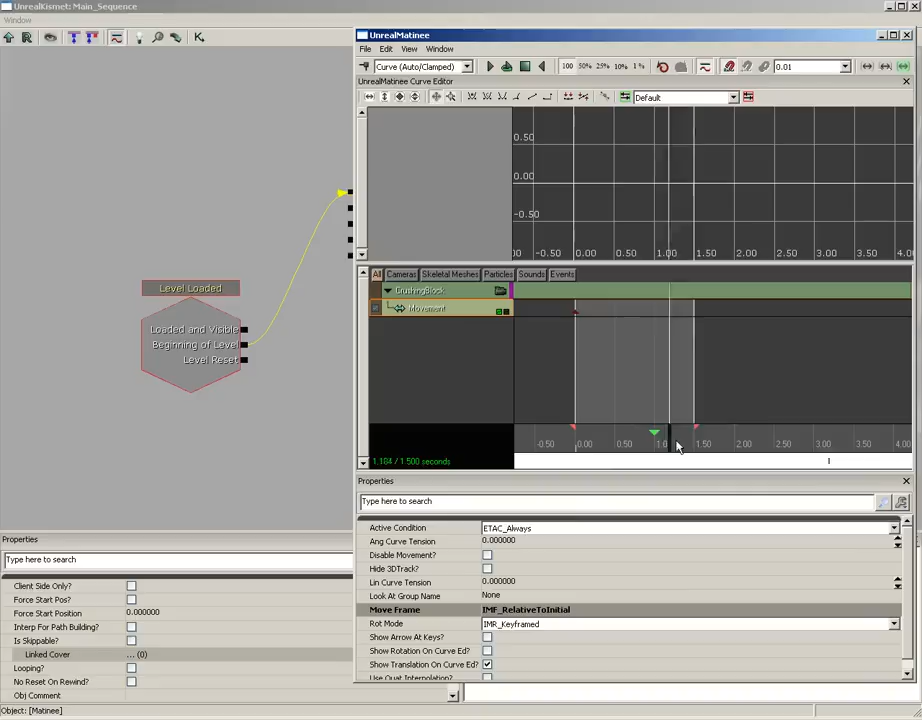 UnrealKismet: Main_Sequence
Window
UnrealMatinee
File Edit View Window
Curve (Auto/Clamped) 100 50% 25% 10% 1% 0.01
UnrealMatinee Curve Editor
Default
0.50
0.00
-0.50
-0.50 0.00 0.50 1.00 1.50 2.00 2.50 3.00 3.50 4.0
All Cameras Skeletal Meshes Particles Sounds Events
CrushingBlock
Movement
-0.50 0.00 0.50 1.0 1.50 2.00 2.50 3.00 3.50 4.00
1.184 / 1.500 seconds
Level Loaded
Loaded and Visible
Beginning of Level
Level Reset
Properties
Type here to search
Active Condition ETAC_Always
Ang Curve Tension 0.000000
Disable Movement?
Hide 3DTrack?
Lin Curve Tension 0.000000
Look At Group Name None
Move Frame IMF_RelativeToInitial
Rot Mode IMR_Keyframed
Show Arrow At Keys?
Show Rotation On Curve Ed?
Show Translation On Curve Ed?
Use Quat Interpolation?
Properties
Type here to search
Client Side Only?
Force Start Pos?
Force Start Position 0.000000
Interp For Path Building?
Is Skippable?
Linked Cover ... (0)
Looping?
No Reset On Rewind?
Obj Comment
Object: [Matinee]